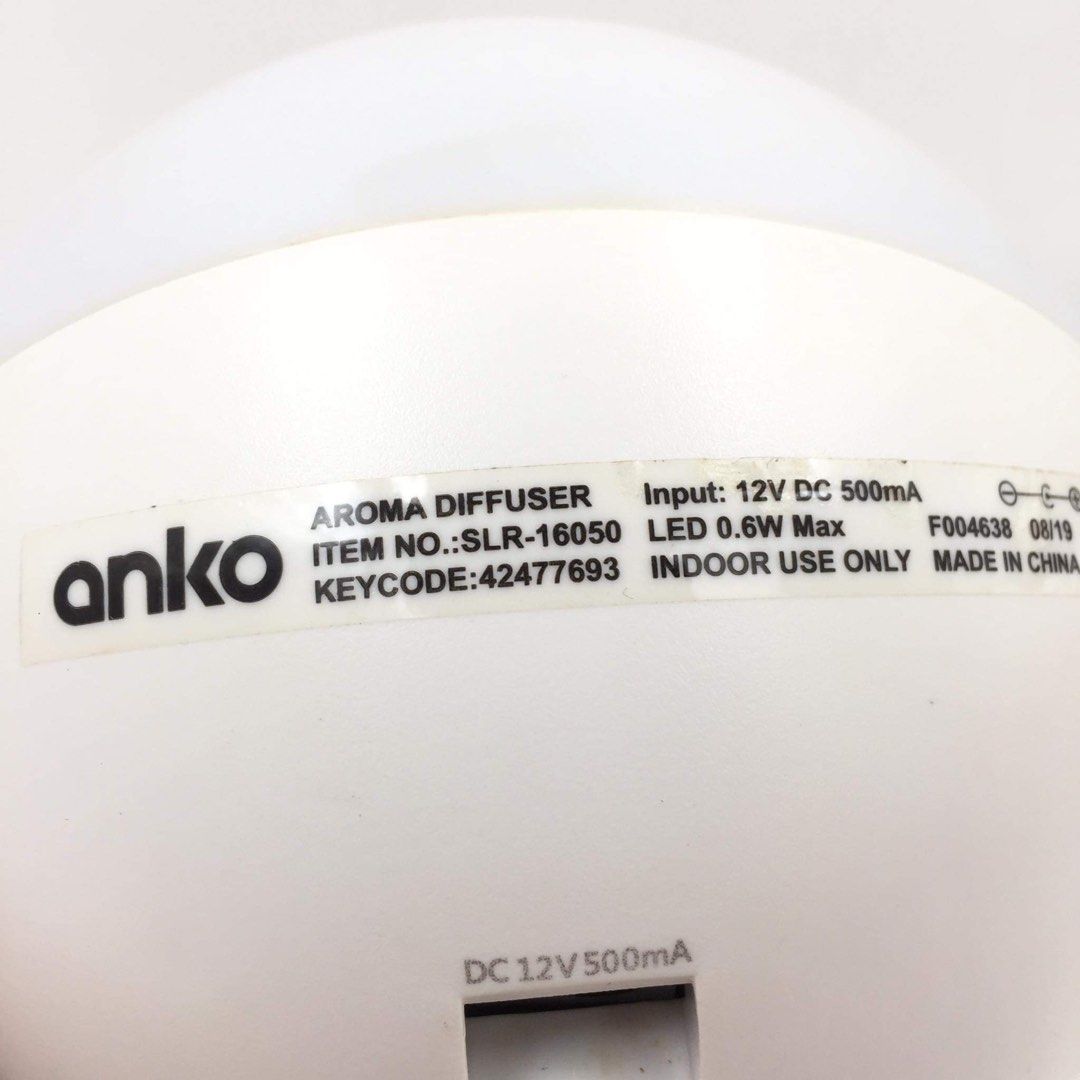 anko
AROMA DIFFUSER
ITEM NO.:SLR-16050
KEYCODE:42477693
Input: 12V DC 500mA
LED 0.6W Max
INDOOR USE ONLY
F004638 08/19
MADE IN CHINA
DC 12V 500mA